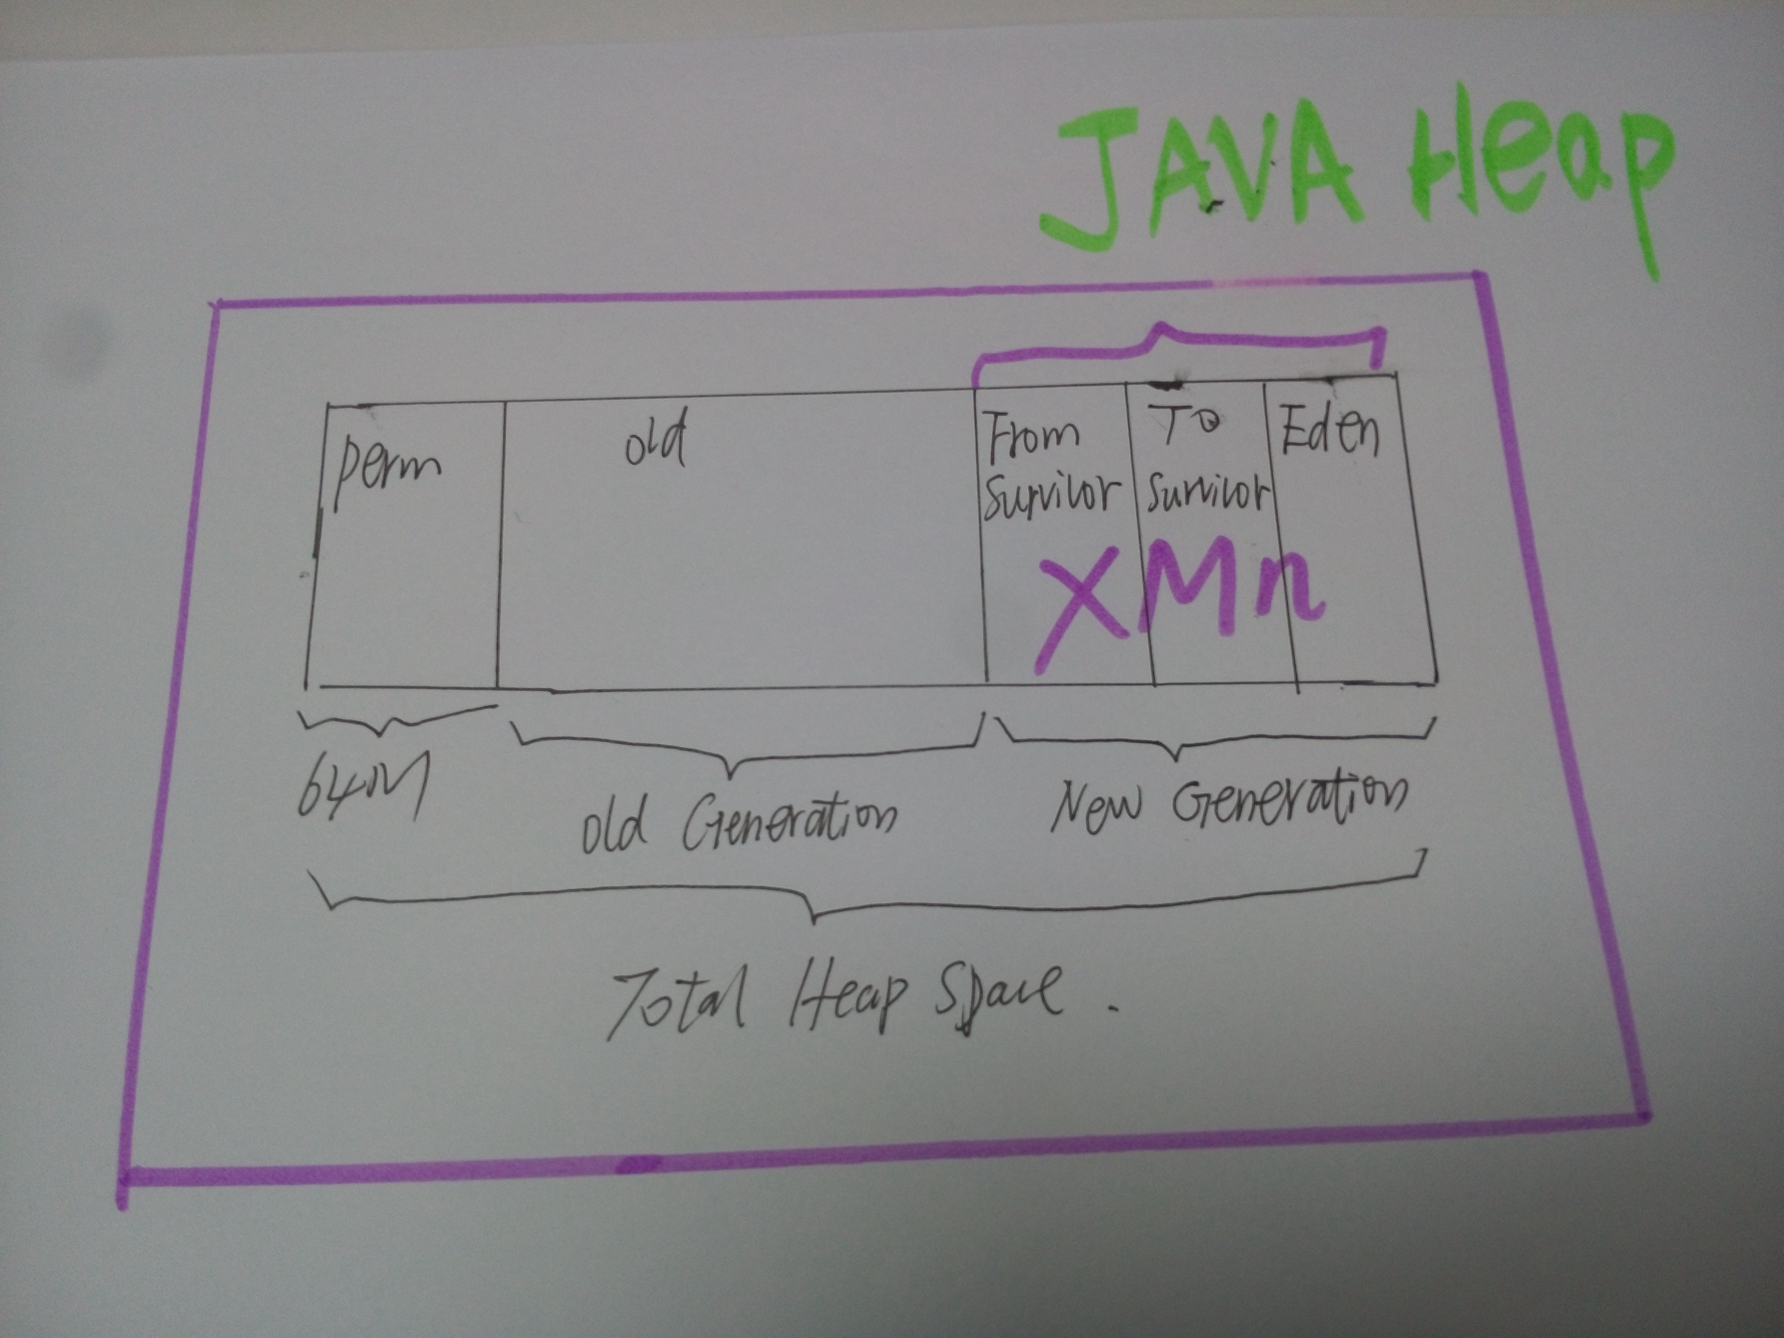 JAVA Heap
perm
old
From
Survivor
To
Survivor
Eden
XMn
64M
old Generation
New Generation
Total Heap Space .